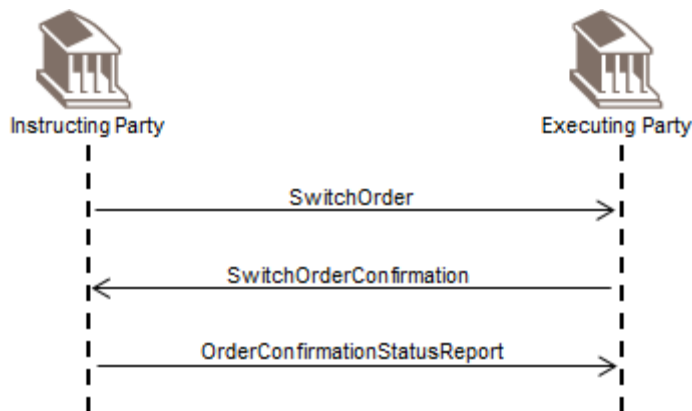 Instructing Party
Executing Party
SwitchOrder
SwitchOrderConfirmation
OrderConfirmationStatusReport